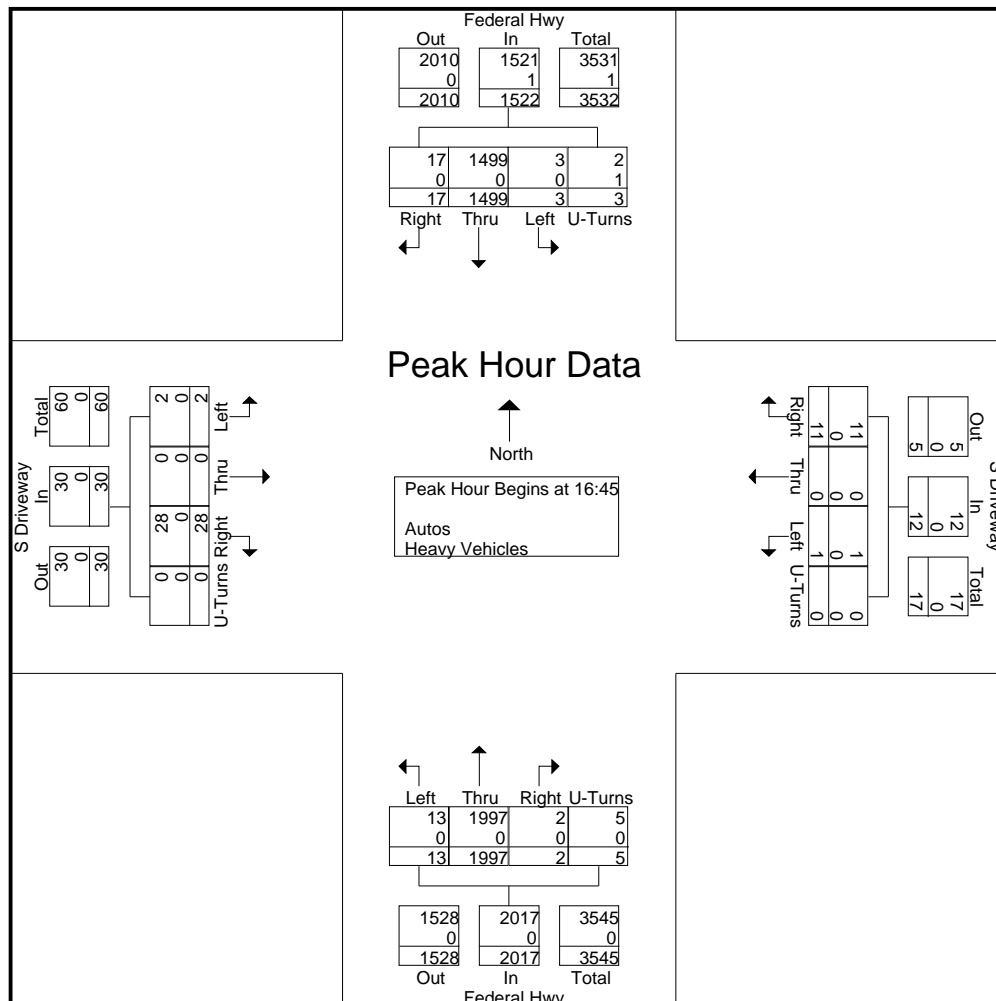 Federal Hwy
Out In Total
2010 1521 3531
0 1 1
2010 1522 3532
17 1499 3 2
0 0 0 1
17 1499 3 3
Right Thru Left U-Turns
Peak Hour Data
North
Peak Hour Begins at 16:45
Autos
Heavy Vehicles
S Driveway
Total In Out
60 30 30
0 0 0
60 30 30
2 0 28 0
0 0 0 0
2 0 28 0
Left Thru Right U-Turns
Right Thru Left U-Turns
11 0 1 0
0 0 0 0
11 0 1 0
5 12 17
0 0 0
5 12 17
Out In Total
S Driveway
Left Thru Right U-Turns
13 1997 2 5
0 0 0 0
13 1997 2 5
1528 2017 3545
0 0 0
1528 2017 3545
Out In Total
Federal Hwy